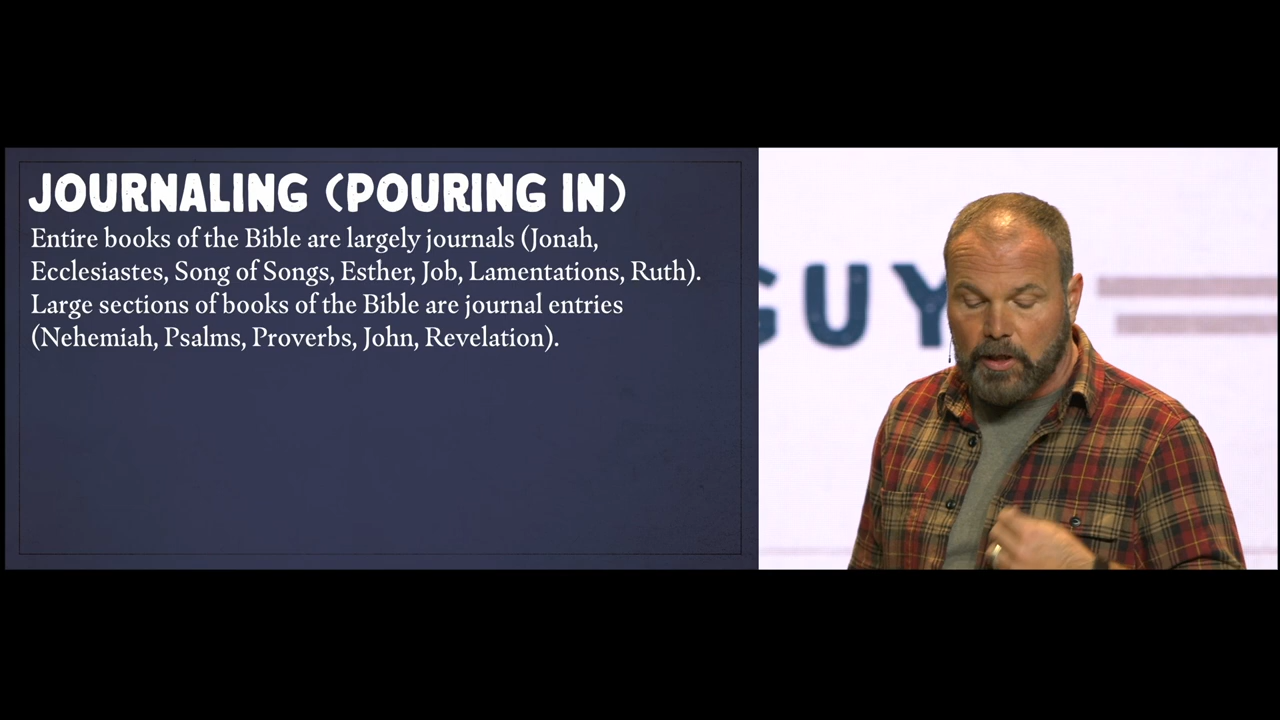 JOURNALING (POURING IN)
Entire books of the Bible are largely journals (Jonah,
Ecclesiastes, Song of Songs, Esther, Job, Lamentations, Ruth).
Large sections of books of the Bible are journal entries
(Nehemiah, Psalms, Proverbs, John, Revelation).
GUY